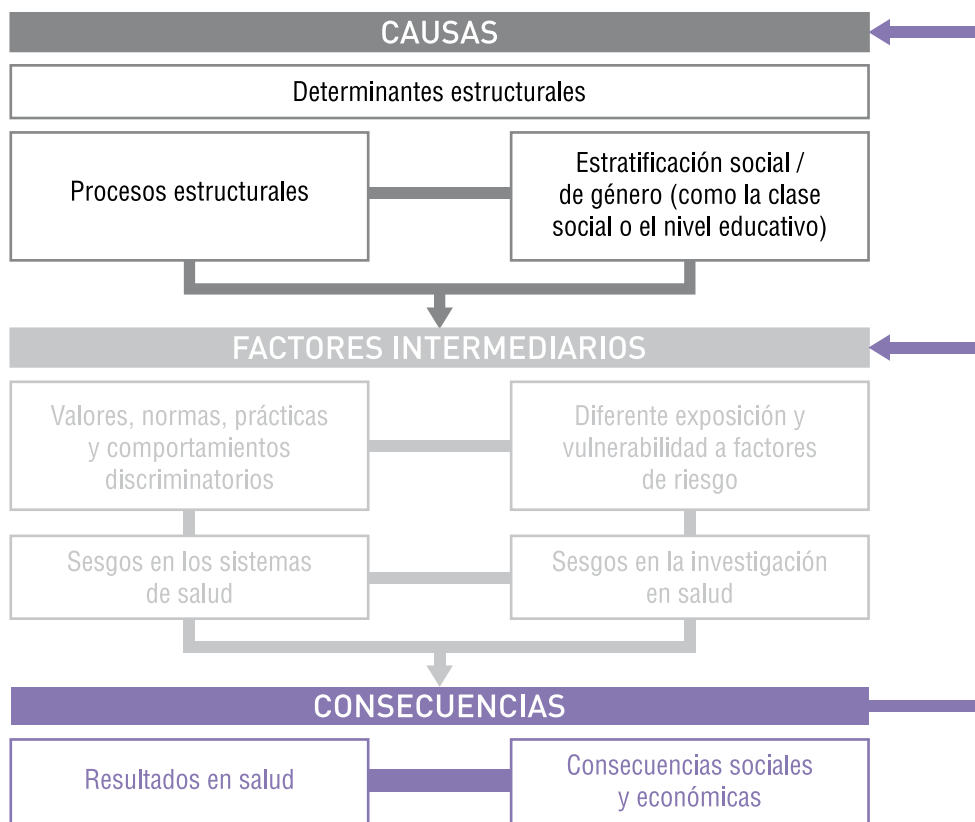 CAUSAS
Determinantes estructurales
Procesos estructurales
Estratificación social /
de género (como la clase
social o el nivel educativo)
FACTORES INTERMEDIARIOS
Valores, normas, prácticas
y comportamientos
discriminatorios
Diferente exposición y
vulnerabilidad a factores
de riesgo
Sesgos en los sistemas
de salud
Sesgos en la investigación
en salud
CONSECUENCIAS
Resultados en salud
Consecuencias sociales
y económicas